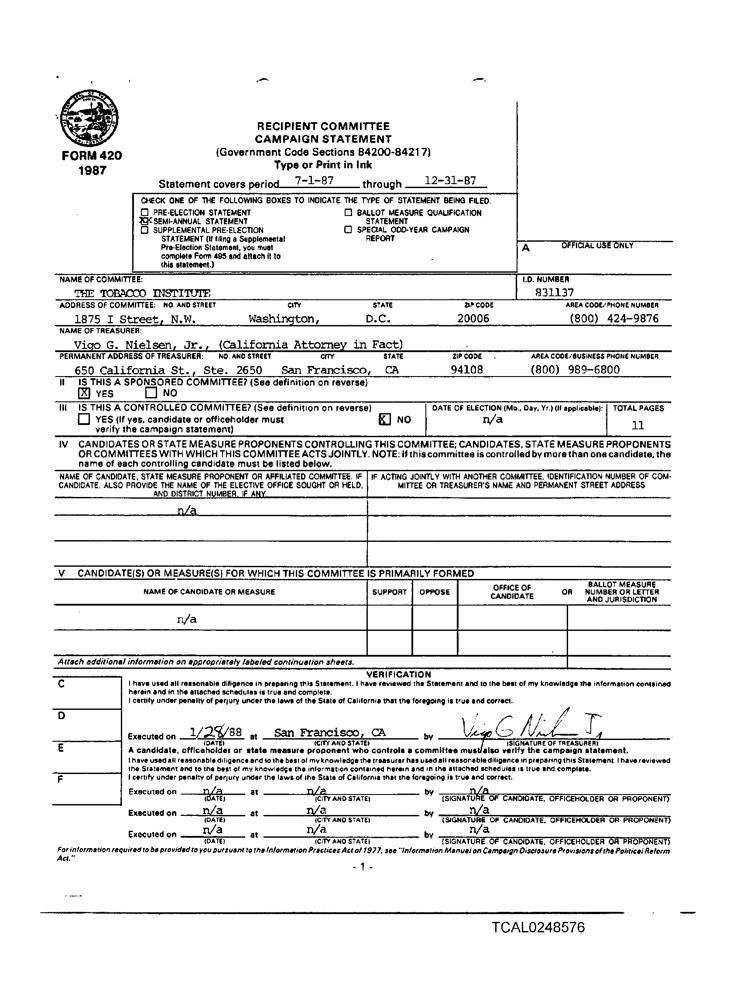 FORM 420
1987
RECIPIENT COMMITTEE
CAMPAIGN STATEMENT
(Government Code Sections 84200-84217)
Type or Print in Ink
Statement covers period 7-1-87 through 12-31-87
CHECK ONE OF THE FOLLOWING BOXES TO INDICATE THE TYPE OF STATEMENT BEING FILED.
☐ PRE-ELECTION STATEMENT
☒ SEMI-ANNUAL STATEMENT
☐ SUPPLEMENTAL PRE-ELECTION
STATEMENT (If filing a Supplemental
Pre-Election Statement, you must
complete Form 495 and attach it to
this statement.)
☐ BALLOT MEASURE QUALIFICATION
STATEMENT
☐ SPECIAL ODD-YEAR CAMPAIGN
REPORT
A OFFICIAL USE ONLY
NAME OF COMMITTEE: I.D. NUMBER
THE TOBACCO INSTITUTE 831137
ADDRESS OF COMMITTEE: NO. AND STREET CITY STATE ZIP CODE AREA CODE/PHONE NUMBER
1875 I Street, N.W. Washington, D.C. 20006 (800) 424-9876
NAME OF TREASURER:
Vigo G. Nielsen, Jr., (California Attorney in Fact)
PERMANENT ADDRESS OF TREASURER: NO. AND STREET CITY STATE ZIP CODE AREA CODE/BUSINESS PHONE NUMBER
650 California St., Ste. 2650 San Francisco, CA 94108 (800) 989-6800
II IS THIS A SPONSORED COMMITTEE? (See definition on reverse)
☒ YES ☐ NO
III IS THIS A CONTROLLED COMMITTEE? (See definition on reverse)
☐ YES (If yes, candidate or officeholder must
verify the campaign statement)
☒ NO
DATE OF ELECTION (Mo., Day, Yr.) (If applicable):
n/a
TOTAL PAGES
11
IV CANDIDATES OR STATE MEASURE PROPONENTS CONTROLLING THIS COMMITTEE; CANDIDATES, STATE MEASURE PROPONENTS
OR COMMITTEES WITH WHICH THIS COMMITTEE ACTS JOINTLY. NOTE: If this committee is controlled by more than one candidate, the
name of each controlling candidate must be listed below.
NAME OF CANDIDATE, STATE MEASURE PROPONENT OR AFFILIATED COMMITTEE. IF
CANDIDATE, ALSO PROVIDE THE NAME OF THE ELECTIVE OFFICE SOUGHT OR HELD,
AND DISTRICT NUMBER, IF ANY
IF ACTING JOINTLY WITH ANOTHER COMMITTEE, IDENTIFICATION NUMBER OF COM-
MITTEE OR TREASURER'S NAME AND PERMANENT STREET ADDRESS
n/a
V CANDIDATE(S) OR MEASURE(S) FOR WHICH THIS COMMITTEE IS PRIMARILY FORMED
NAME OF CANDIDATE OR MEASURE
SUPPORT
OPPOSE
OFFICE OF
CANDIDATE
OR
BALLOT MEASURE
NUMBER OR LETTER
AND JURISDICTION
n/a
Attach additional information on appropriately labeled continuation sheets.
VERIFICATION
C
I have used all reasonable diligence in preparing this Statement. I have reviewed the Statement and to the best of my knowledge the information contained
herein and in the attached schedules is true and complete.
I certify under penalty of perjury under the laws of the State of California that the foregoing is true and correct.
D
Executed on 1/28/88 at San Francisco, CA by Vigo G Niel Jr
(DATE) (CITY AND STATE) (SIGNATURE OF TREASURER)
E
A candidate, officeholder or state measure proponent who controls a committee must also verify the campaign statement.
I have used all reasonable diligence and to the best of my knowledge the treasurer has used all reasonable diligence in preparing this Statement. I have reviewed
the Statement and to the best of my knowledge the information contained herein and in the attached schedules is true and complete.
F
I certify under penalty of perjury under the laws of the State of California that the foregoing is true and correct.
Executed on n/a at n/a by n/a
(DATE) (CITY AND STATE) (SIGNATURE OF CANDIDATE, OFFICEHOLDER OR PROPONENT)
Executed on n/a at n/a by n/a
(DATE) (CITY AND STATE) (SIGNATURE OF CANDIDATE, OFFICEHOLDER OR PROPONENT)
Executed on n/a at n/a by n/a
(DATE) (CITY AND STATE) (SIGNATURE OF CANDIDATE, OFFICEHOLDER OR PROPONENT)
For information required to be provided to you pursuant to the Information Practices Act of 1977, see "Information Manual on Campaign Disclosure Provisions of the Political Reform
Act."
- 1 -
TCAL0248576